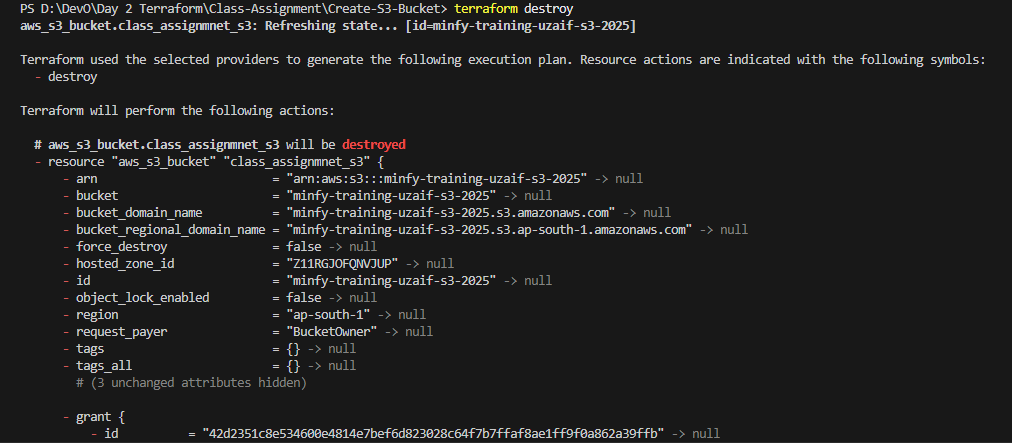 PS D:\DevO\Day 2 Terraform\Class-Assignment\Create-S3-Bucket> terraform destroy
aws_s3_bucket.class_assignmnet_s3: Refreshing state... [id=minfy-training-uzaif-s3-2025]
Terraform used the selected providers to generate the following execution plan. Resource actions are indicated with the following symbols:
- destroy
Terraform will perform the following actions:
# aws_s3_bucket.class_assignmnet_s3 will be destroyed
- resource "aws_s3_bucket" "class_assignmnet_s3" {
- arn = "arn:aws:s3:::minfy-training-uzaif-s3-2025" -> null
- bucket = "minfy-training-uzaif-s3-2025" -> null
- bucket_domain_name = "minfy-training-uzaif-s3-2025.s3.amazonaws.com" -> null
- bucket_regional_domain_name = "minfy-training-uzaif-s3-2025.s3.ap-south-1.amazonaws.com" -> null
- force_destroy = false -> null
- hosted_zone_id = "Z11RGJOFQNVJUP" -> null
- id = "minfy-training-uzaif-s3-2025" -> null
- object_lock_enabled = false -> null
- region = "ap-south-1" -> null
- request_payer = "BucketOwner" -> null
- tags = {} -> null
- tags_all = {} -> null
# (3 unchanged attributes hidden)
- grant {
- id = "42d2351c8e534600e4814e7bef6d823028c64f7b7ffaf8ae1ff9f0a862a39ffb" -> null